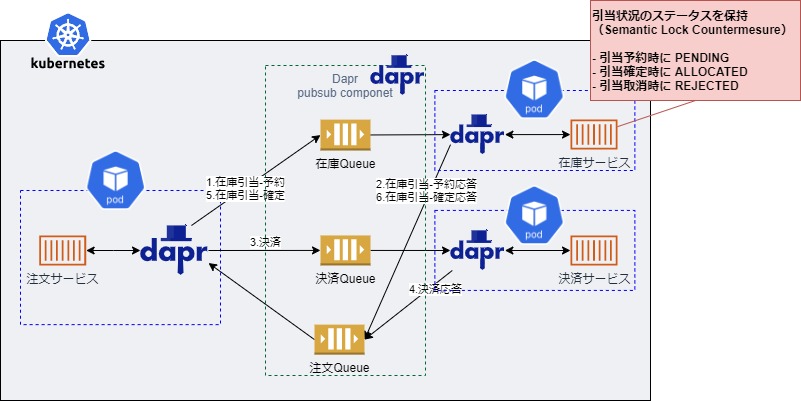 引当状況のステータスを保持
（Semantic Lock Countermesure）
- 引当予約時に PENDING
- 引当確定時に ALLOCATED
- 引当取消時に REJECTED
kubernetes
Dapr
pubsub componet
dapr
pod
dapr
在庫Queue
在庫サービス
1.在庫引当-予約
5.在庫引当-確定
2.在庫引当-予約応答
6.在庫引当-確定応答
pod
pod
dapr
注文サービス
3.決済
決済Queue
dapr
決済サービス
4.決済応答
注文Queue